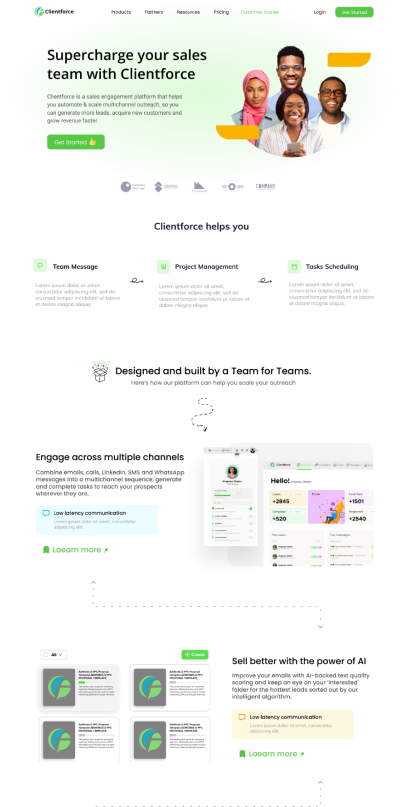 Clientforce
Products
Partners
Resources
Pricing
Customer Stories
Login
Get Started
Supercharge your sales
team with Clientforce
Clientforce is a sales engagement platform that helps
you automate & scale multichannel outreach, so you
can generate more leads, acquire new customers and
grow revenue faster.
Get Started
COMPANY
Clientforce helps you
Team Message
Lorem ipsum dolor sit amet,
consectetur adipiscing elit, do
eiusmod tempor incididunt ut labore et
dolore magna aliqua.
Project Management
Lorem ipsum dolor sit amet,
consectetur adipiscing elit, do
eiusmod tempor incididunt ut labore et
dolore magna aliqua.
Tasks Scheduling
Lorem ipsum dolor sit amet,
consectetur adipiscing elit, do
eiusmod tempor incididunt ut labore et
dolore magna aliqua.
Designed and built by a Team for Teams.
Here's how our platform can help you scale your outreach
Engage across multiple channels
Combine emails, calls, Linkedin, SMS and WhatsApp
messages into a multichannel sequence, generate
and complete tasks to reach your prospects
wherever they are.
Low latency communication
Lorem ipsum dolor sit amet, consectetur
adipiscing elit.
Laearn more
Clientforce
Hello!
+2845
+1501
+520
+2540
All
+ Create
Sell better with the power of AI
improve your emails with AI-backed text quality
scoring and keep an eye on your 'Interested'
folder for the hottest leads sorted out by our
intelligent algorithm.
Low latency communication
Lorem ipsum dolor sit amet, consectetur
adipiscing elit.
Laearn more